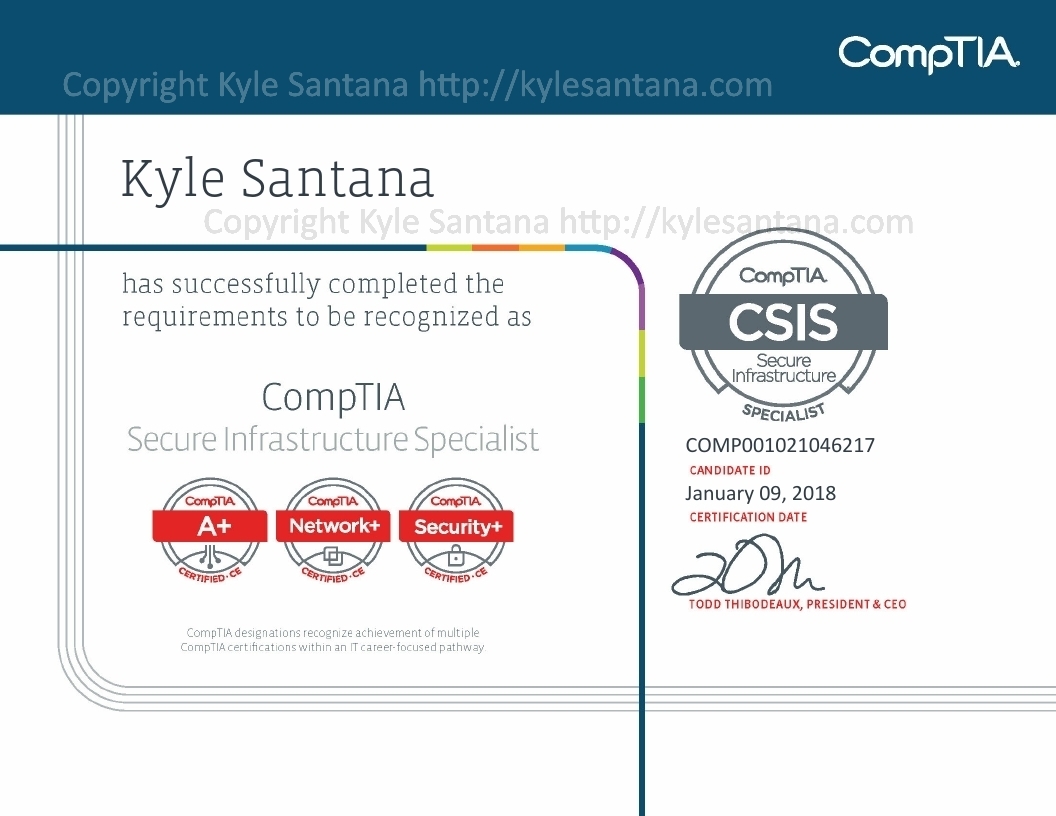 CompTIA.
Copyright Kyle Santana http://kylesantana.com
Kyle Santana
Copyright Kyle Santana http://kylesantana.com
has successfully completed the
requirements to be recognized as
CompTIA
Secure Infrastructure Specialist
CompTIA.
A+
CERTIFIED•CE
CompTIA.
Network+
CERTIFIED•CE
CompTIA.
Security+
CERTIFIED•CE
CompTIA designations recognize achievement of multiple
CompTIA certifications within an IT career-focused pathway.
CompTIA.
CSIS
Secure
Infrastructure
SPECIALIST
COMP001021046217
CANDIDATE ID
January 09, 2018
CERTIFICATION DATE
TODD THIBODEAUX, PRESIDENT & CEO